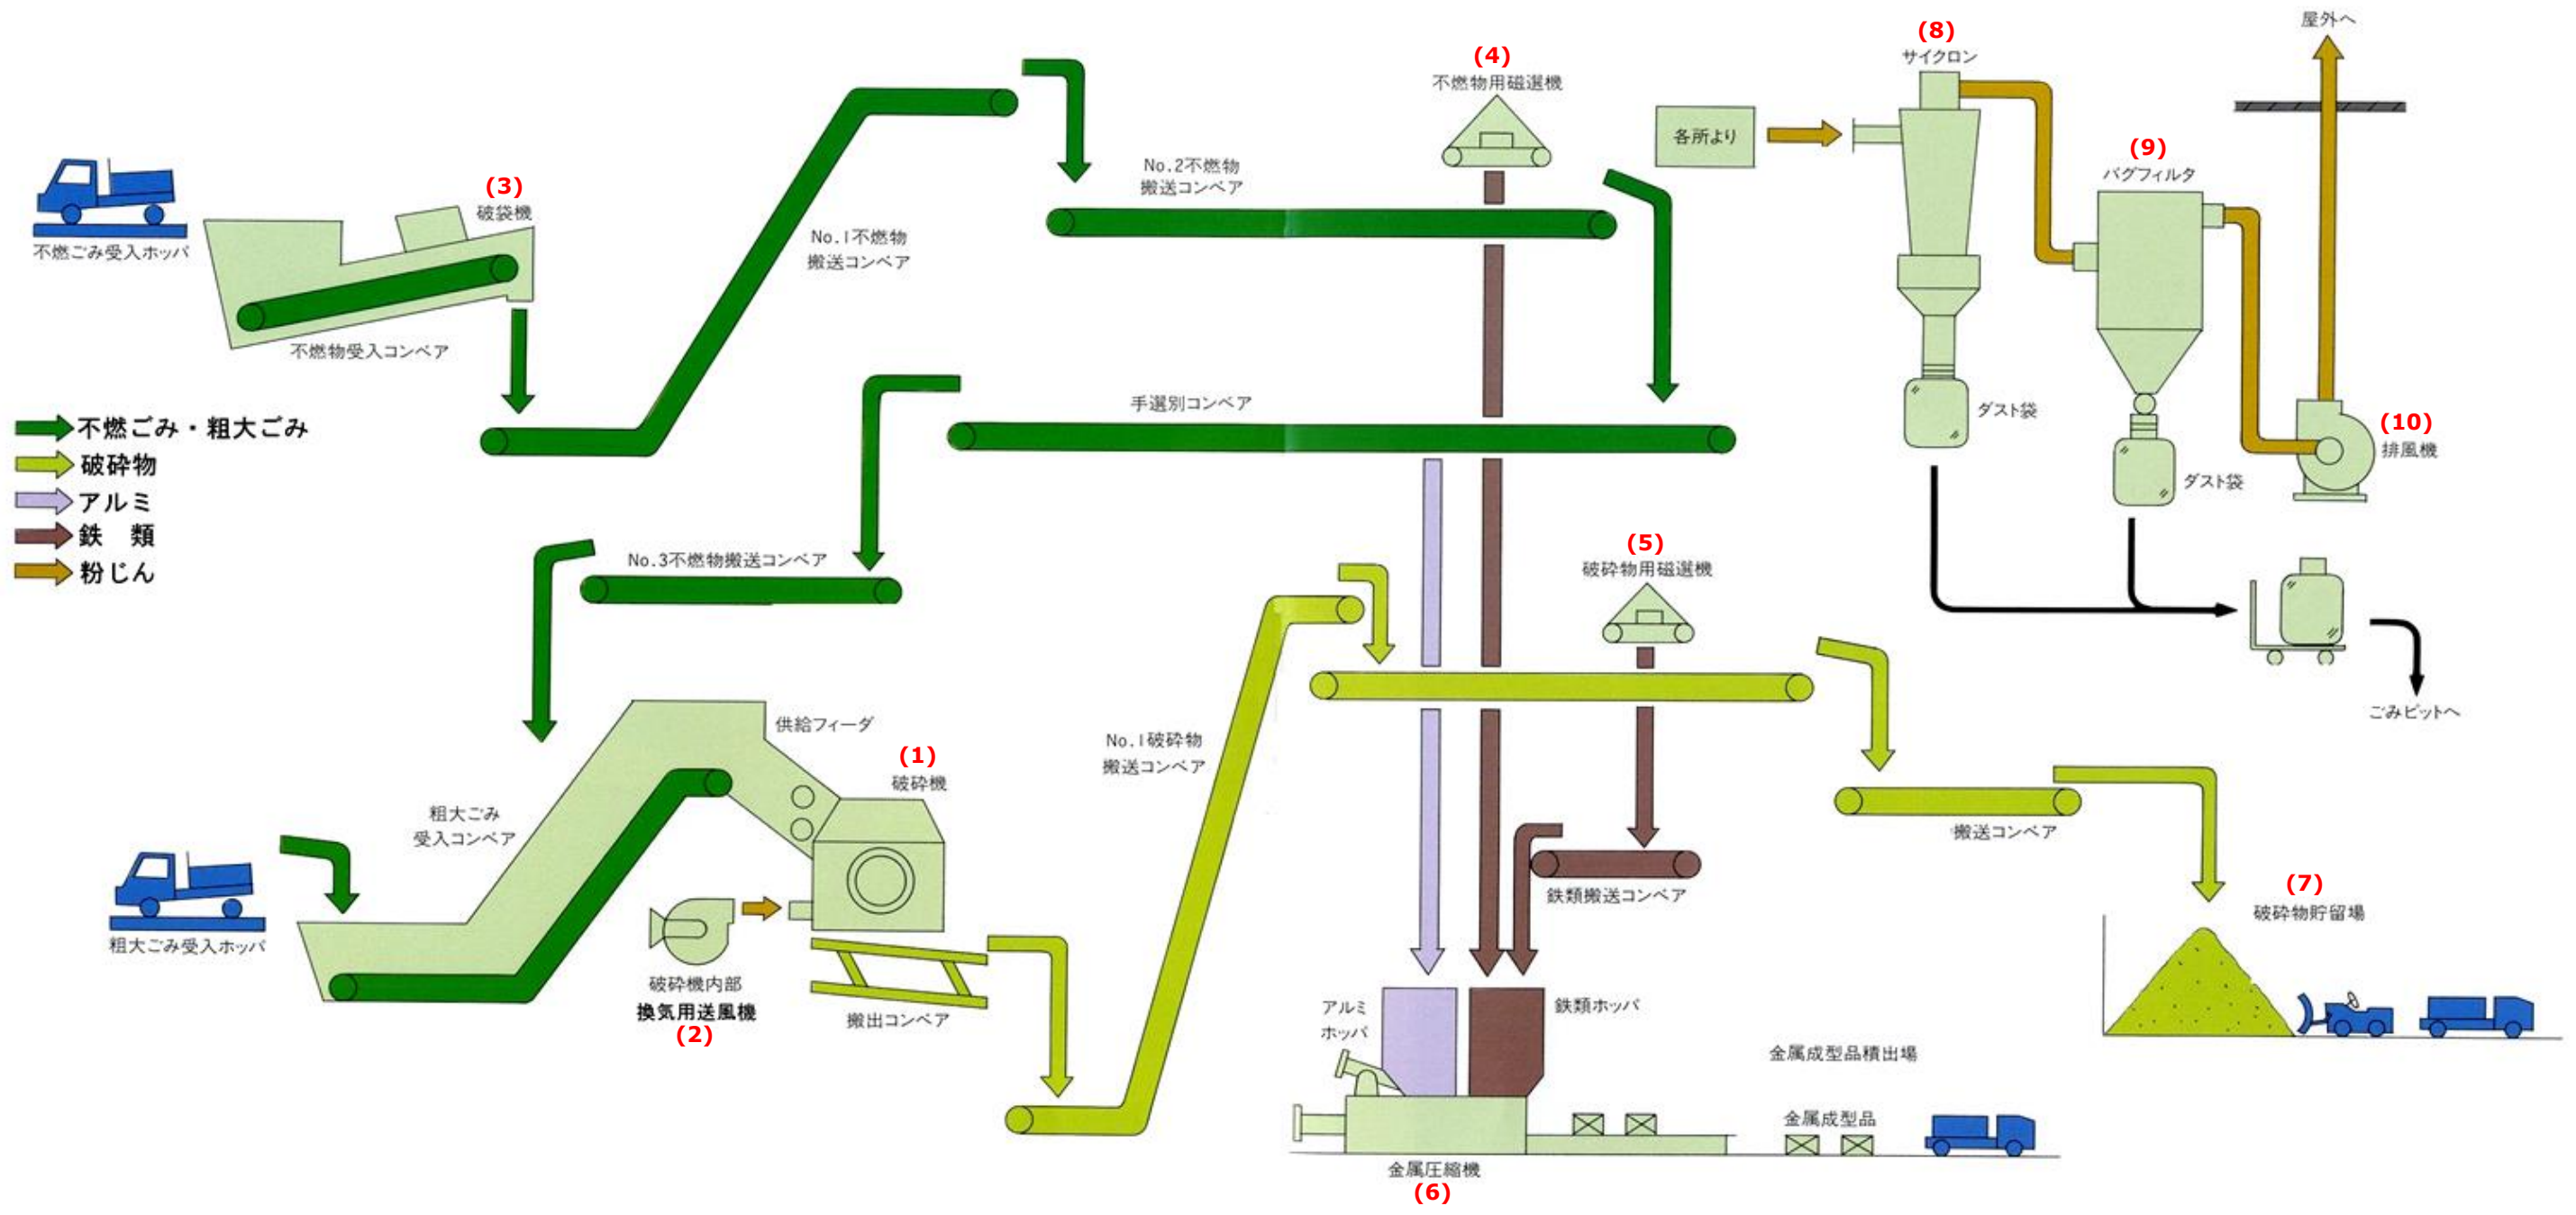 屋外へ
(8)
サイクロン
(4)
不燃物用磁選機
各所より
(9)
バグフィルタ
No.2不燃物
搬送コンベア
(3)
破袋機
不燃ごみ受入ホッパ
No.1不燃物
搬送コンベア
不燃物受入コンベア
手選別コンベア
ダスト袋
(10)
排風機
ダスト袋
不燃ごみ・粗大ごみ
破砕物
アルミ
鉄　類
粉じん
No.3不燃物搬送コンベア
(5)
破砕物用磁選機
ごみピットへ
供給フィーダ
(1)
破砕機
No.1破砕物
搬送コンベア
粗大ごみ
受入コンベア
搬送コンベア
鉄類搬送コンベア
(7)
破砕物貯留場
粗大ごみ受入ホッパ
破砕機内部
換気用送風機
(2)
搬出コンベア
アルミ
ホッパ
鉄類ホッパ
金属成型品積出場
金属成型品
金属圧縮機
(6)